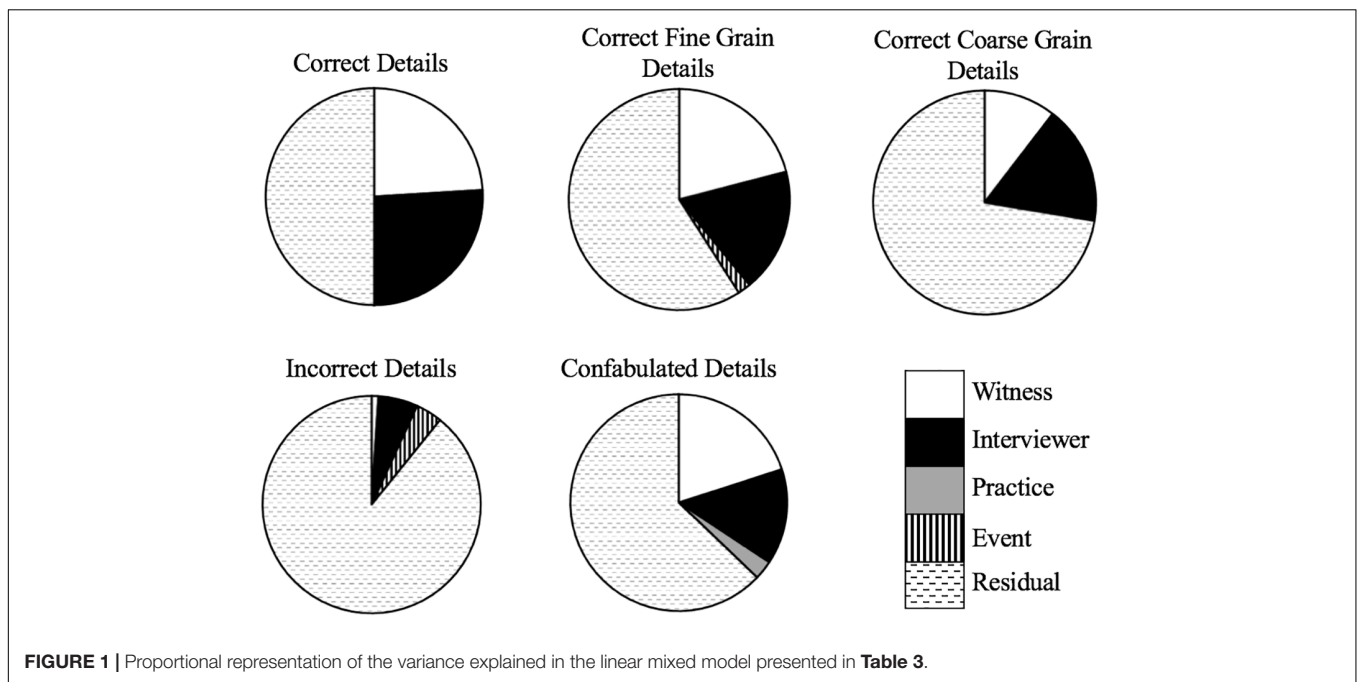 Correct Details
Correct Fine Grain
Details
Correct Coarse Grain
Details
Incorrect Details
Confabulated Details
Witness
Interviewer
Practice
Event
Residual
FIGURE 1 | Proportional representation of the variance explained in the linear mixed model presented in Table 3.